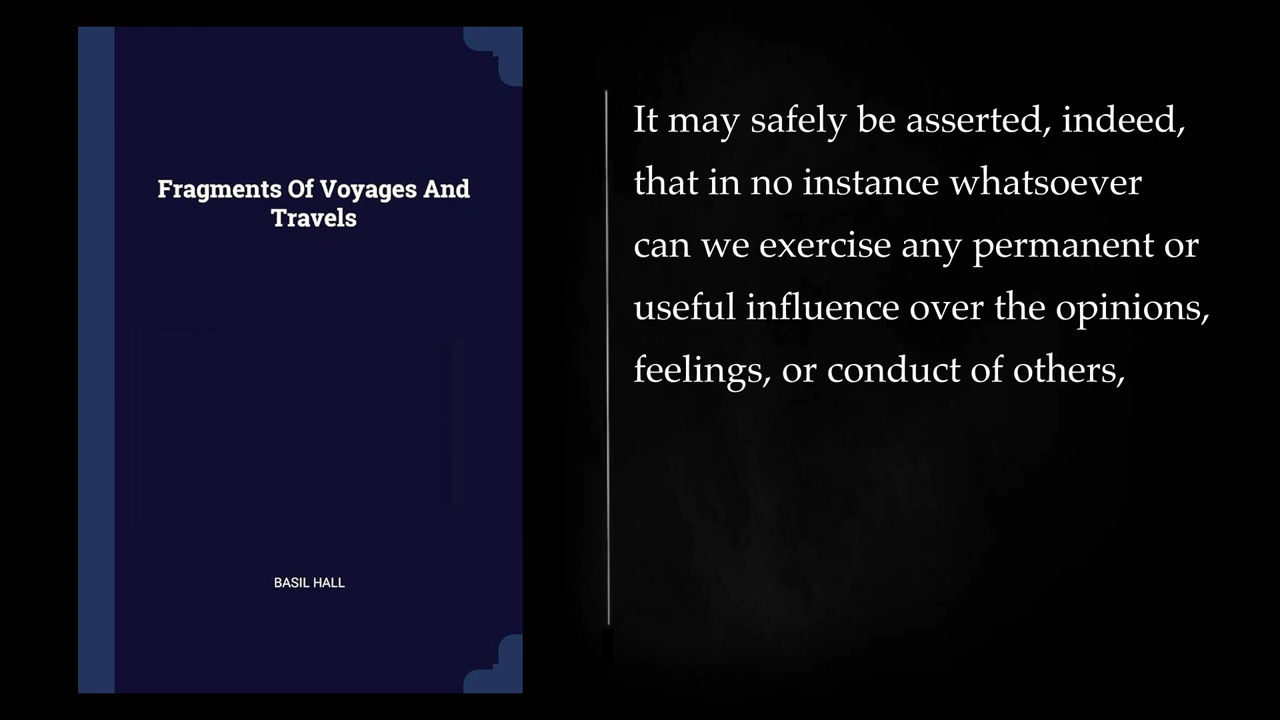 Fragments Of Voyages And
Travels
BASIL HALL
It may safely be asserted, indeed,
that in no instance whatsoever
can we exercise any permanent or
useful influence over the opinions,
feelings, or conduct of others,